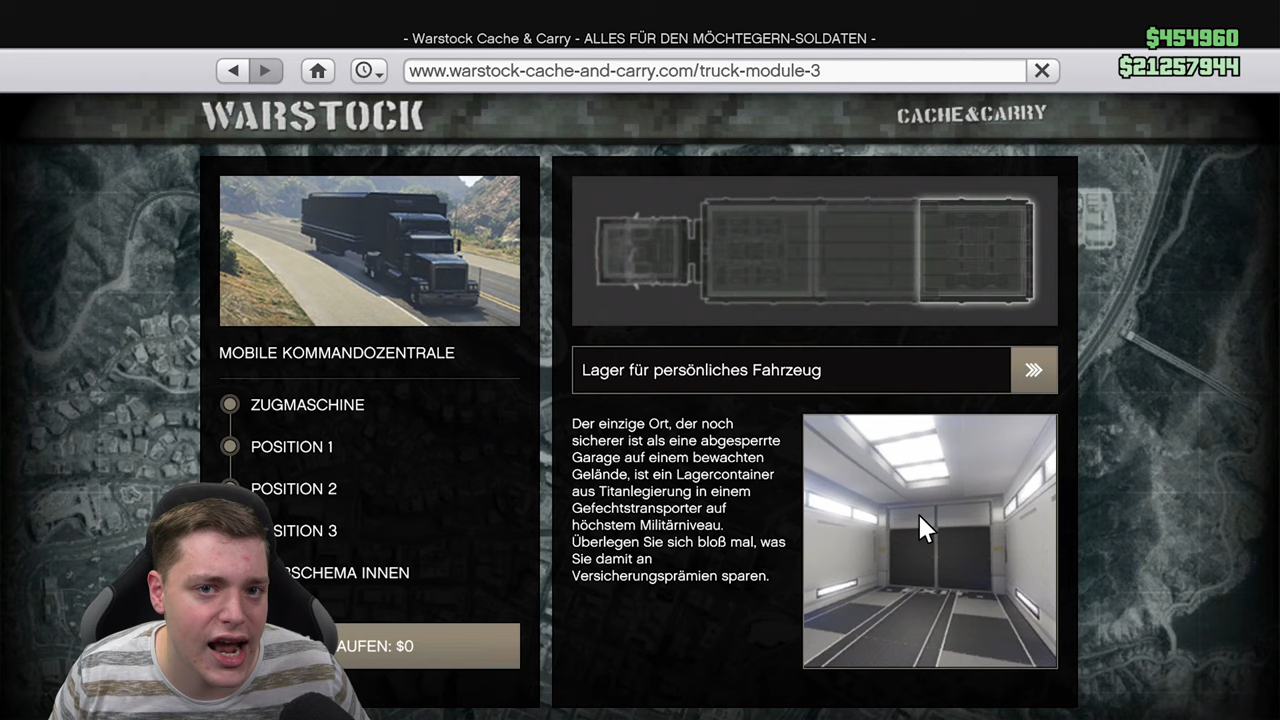 - Warstock Cache & Carry - ALLES FÜR DEN MÖCHTEGERN-SOLDATEN -
$454960
$21257944
www.warstock-cache-and-carry.com/truck-module-3
WARSTOCK
CACHE&CARRY
MOBILE KOMMANDOZENTRALE
ZUGMASCHINE
POSITION 1
POSITION 2
SITION 3
SCHEMA INNEN
AUFEN: $0
Lager für persönliches Fahrzeug
Der einzige Ort, der noch
sicherer ist als eine abgesperrte
Garage auf einem bewachten
Gelände, ist ein Lagercontainer
aus Titanlegierung in einem
Gefechtstransporter auf
höchstem Militärniveau.
Überlegen Sie sich bloß mal, was
Sie damit an
Versicherungsprämien sparen.